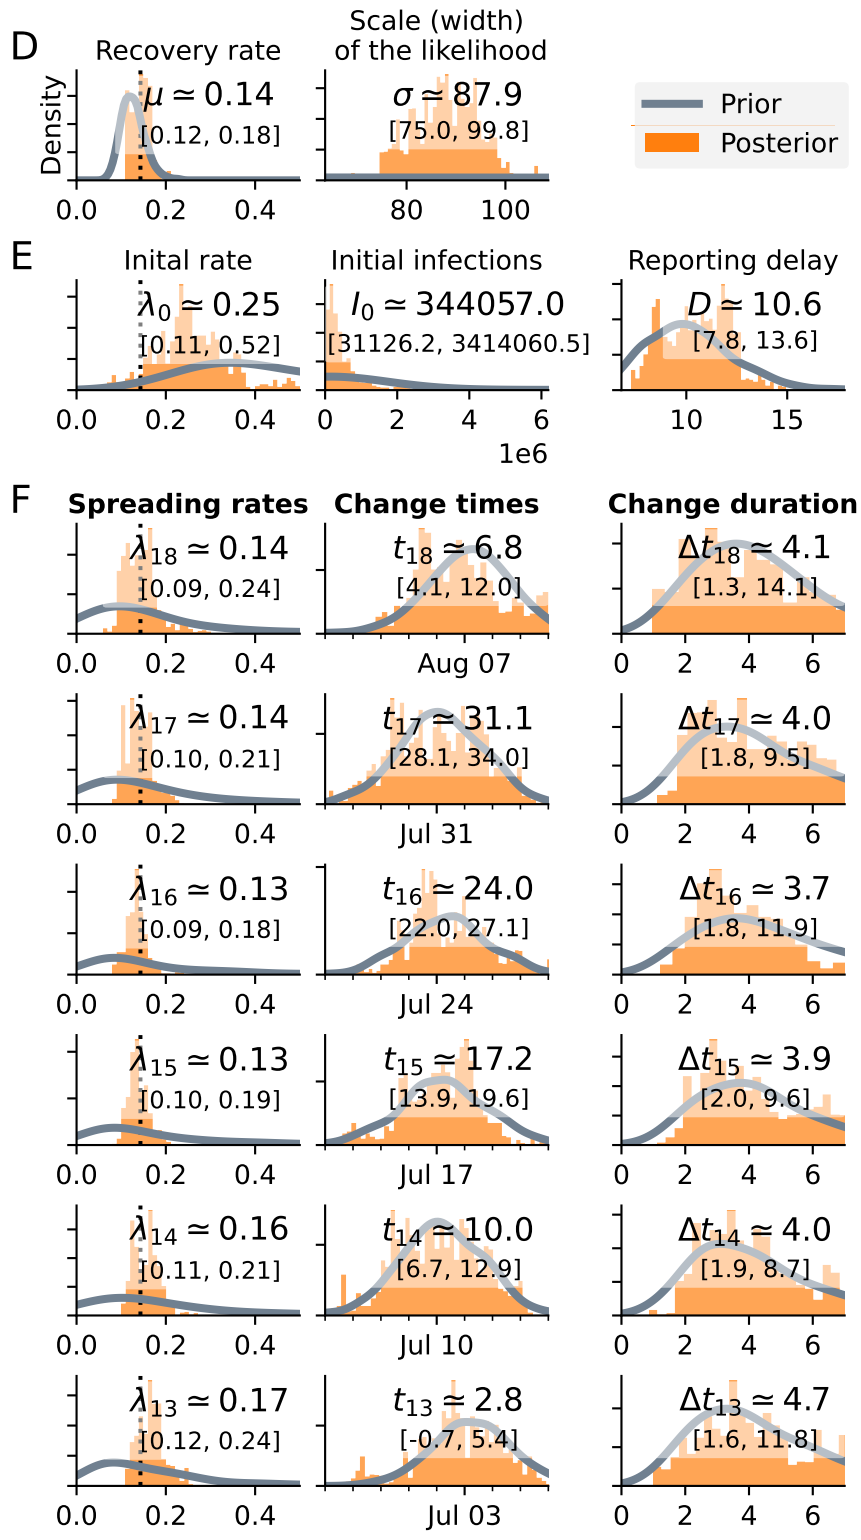 D
Recovery rate
Scale (width)
of the likelihood
Density
μ ≃ 0.14
[0.12, 0.18]
0.0 0.2 0.4
σ ≃ 87.9
[75.0, 99.8]
80 100
Prior
Posterior
E
Inital rate
λ0 ≃ 0.25
[0.11, 0.52]
0.0 0.2 0.4
Initial infections
I0 ≃ 344057.0
[31126.2, 3414060.5]
0 2 4 6
1e6
Reporting delay
D ≃ 10.6
[7.8, 13.6]
10 15
F
Spreading rates Change times Change duration
λ18 ≃ 0.14 t18 ≃ 6.8 Δt18 ≃ 4.1
[0.09, 0.24] [4.1, 12.0] [1.3, 14.1]
0.0 0.2 0.4 Aug 07 0 2 4 6
λ17 ≃ 0.14 t17 ≃ 31.1 Δt17 ≃ 4.0
[0.10, 0.21] [28.1, 34.0] [1.8, 9.5]
0.0 0.2 0.4 Jul 31 0 2 4 6
λ16 ≃ 0.13 t16 ≃ 24.0 Δt16 ≃ 3.7
[0.09, 0.18] [22.0, 27.1] [1.8, 11.9]
0.0 0.2 0.4 Jul 24 0 2 4 6
λ15 ≃ 0.13 t15 ≃ 17.2 Δt15 ≃ 3.9
[0.10, 0.19] [13.9, 19.6] [2.0, 9.6]
0.0 0.2 0.4 Jul 17 0 2 4 6
λ14 ≃ 0.16 t14 ≃ 10.0 Δt14 ≃ 4.0
[0.11, 0.21] [6.7, 12.9] [1.9, 8.7]
0.0 0.2 0.4 Jul 10 0 2 4 6
λ13 ≃ 0.17 t13 ≃ 2.8 Δt13 ≃ 4.7
[0.12, 0.24] [-0.7, 5.4] [1.6, 11.8]
0.0 0.2 0.4 Jul 03 0 2 4 6